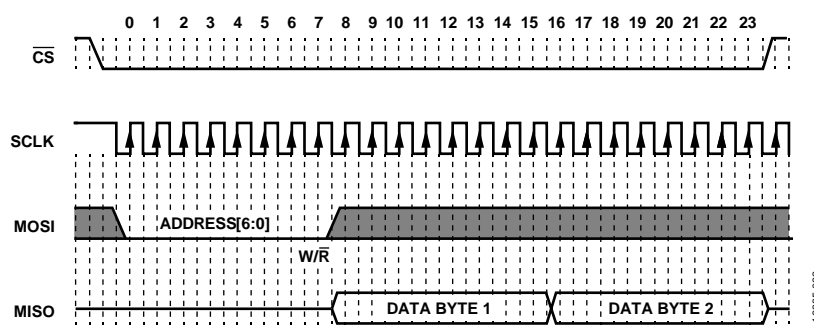 0 1 2 3 4 5 6 7 8 9 10 11 12 13 14 15 16 17 18 19 20 21 22 23
CS
SCLK
MOSI
ADDRESS[6:0]
W/R
MISO
DATA BYTE 1
DATA BYTE 2